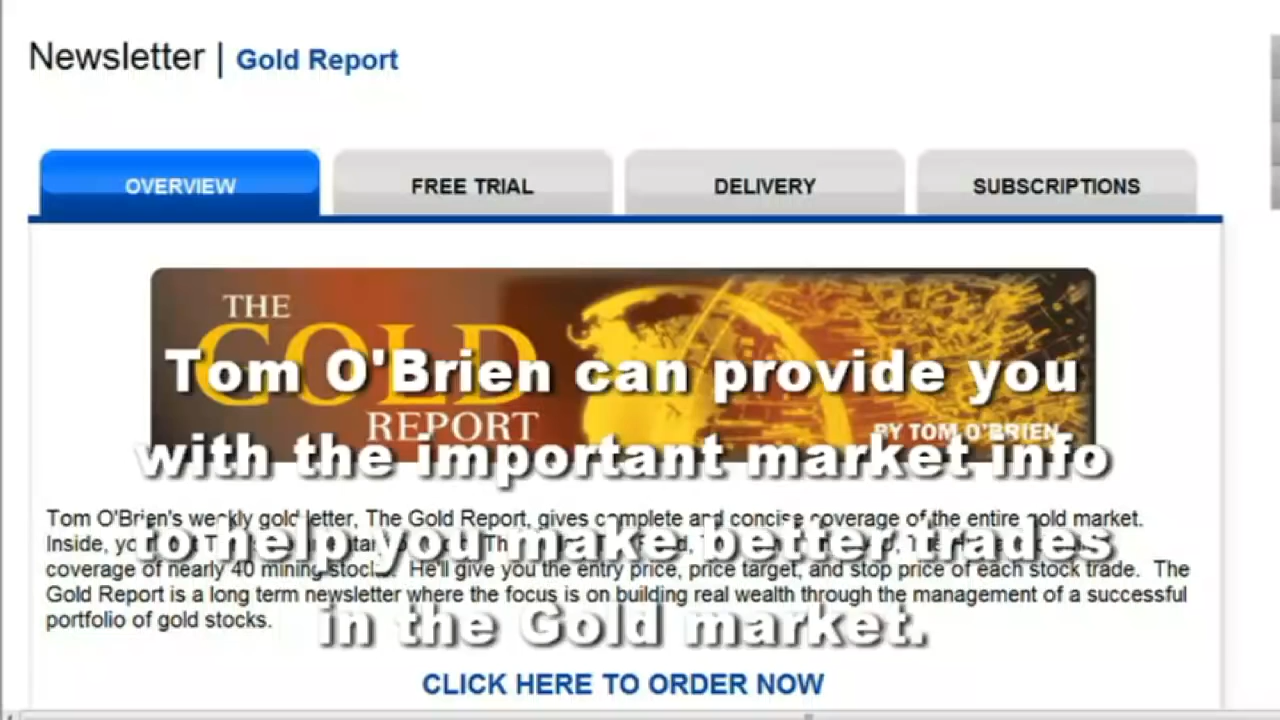 Newsletter | Gold Report
OVERVIEW
FREE TRIAL
DELIVERY
SUBSCRIPTIONS
THE
GOLD
REPORT
BY TOM O'BRIEN
Tom O'Brien can provide you
with the important market info
to help you make better trades
in the Gold market.
Tom O'Brien's weekly gold letter, The Gold Report, gives complete and concise coverage of the entire gold market.
Inside,
coverage of nearly 40 mining stocks. He'll give you the entry price, price target, and stop price of each stock trade. The
Gold Report is a long term newsletter where the focus is on building real wealth through the management of a successful
portfolio of gold stocks.
CLICK HERE TO ORDER NOW